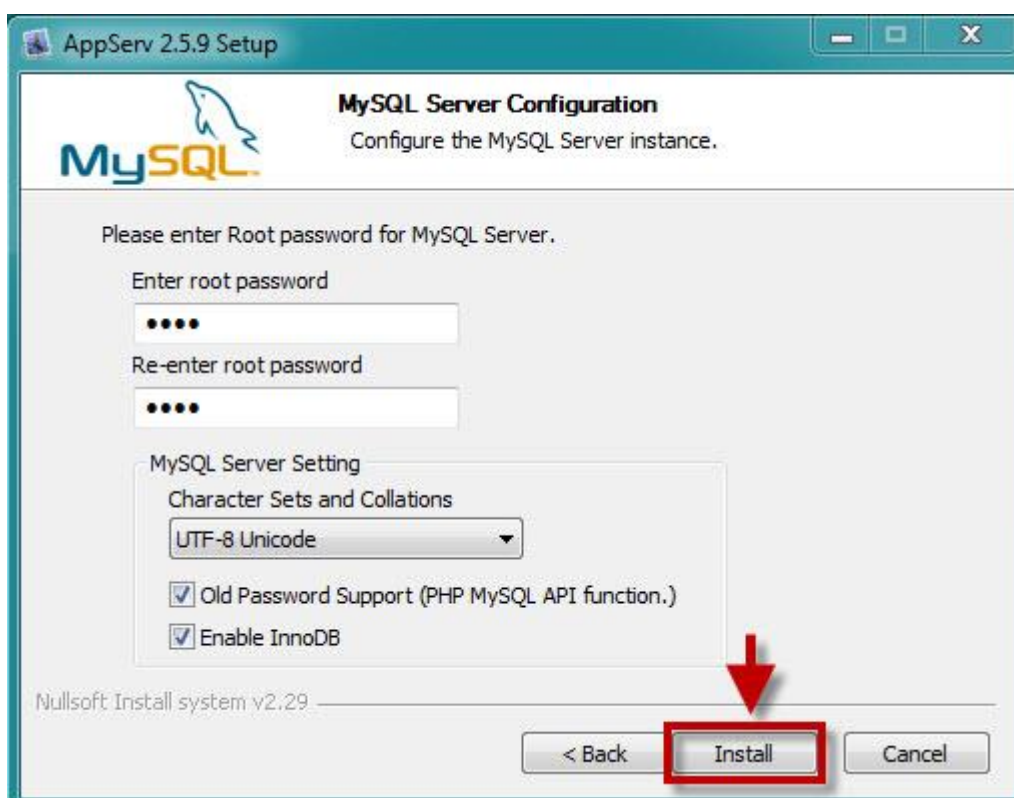 AppServ 2.5.9 Setup
MySQL Server Configuration
Configure the MySQL Server instance.
MySQL
Please enter Root password for MySQL Server.
Enter root password
••••
Re-enter root password
••••
MySQL Server Setting
Character Sets and Collations
UTF-8 Unicode
Old Password Support (PHP MySQL API function.)
Enable InnoDB
Nullsoft Install system v2.29
< Back Install Cancel